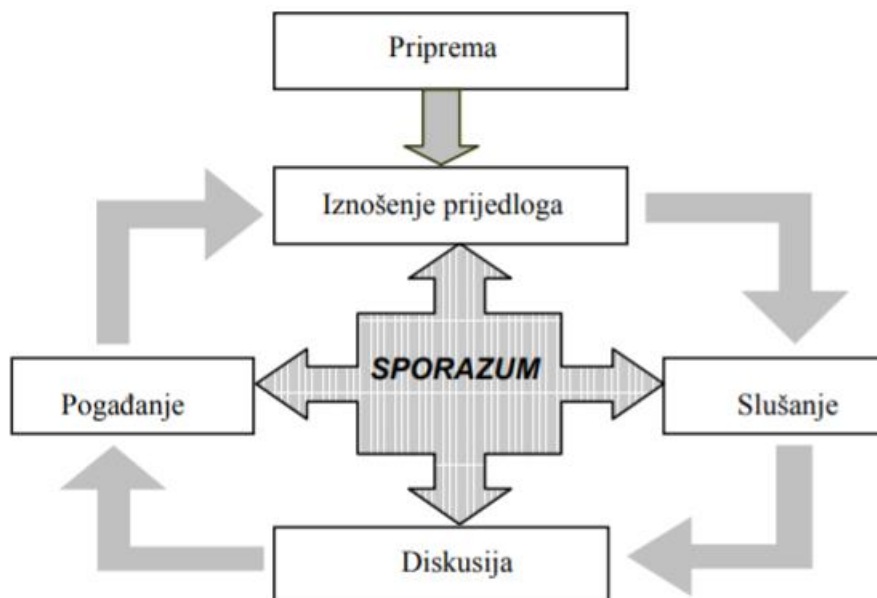 Priprema
Iznošenje prijedloga
SPORAZUM
Pogađanje
Slušanje
Diskusija